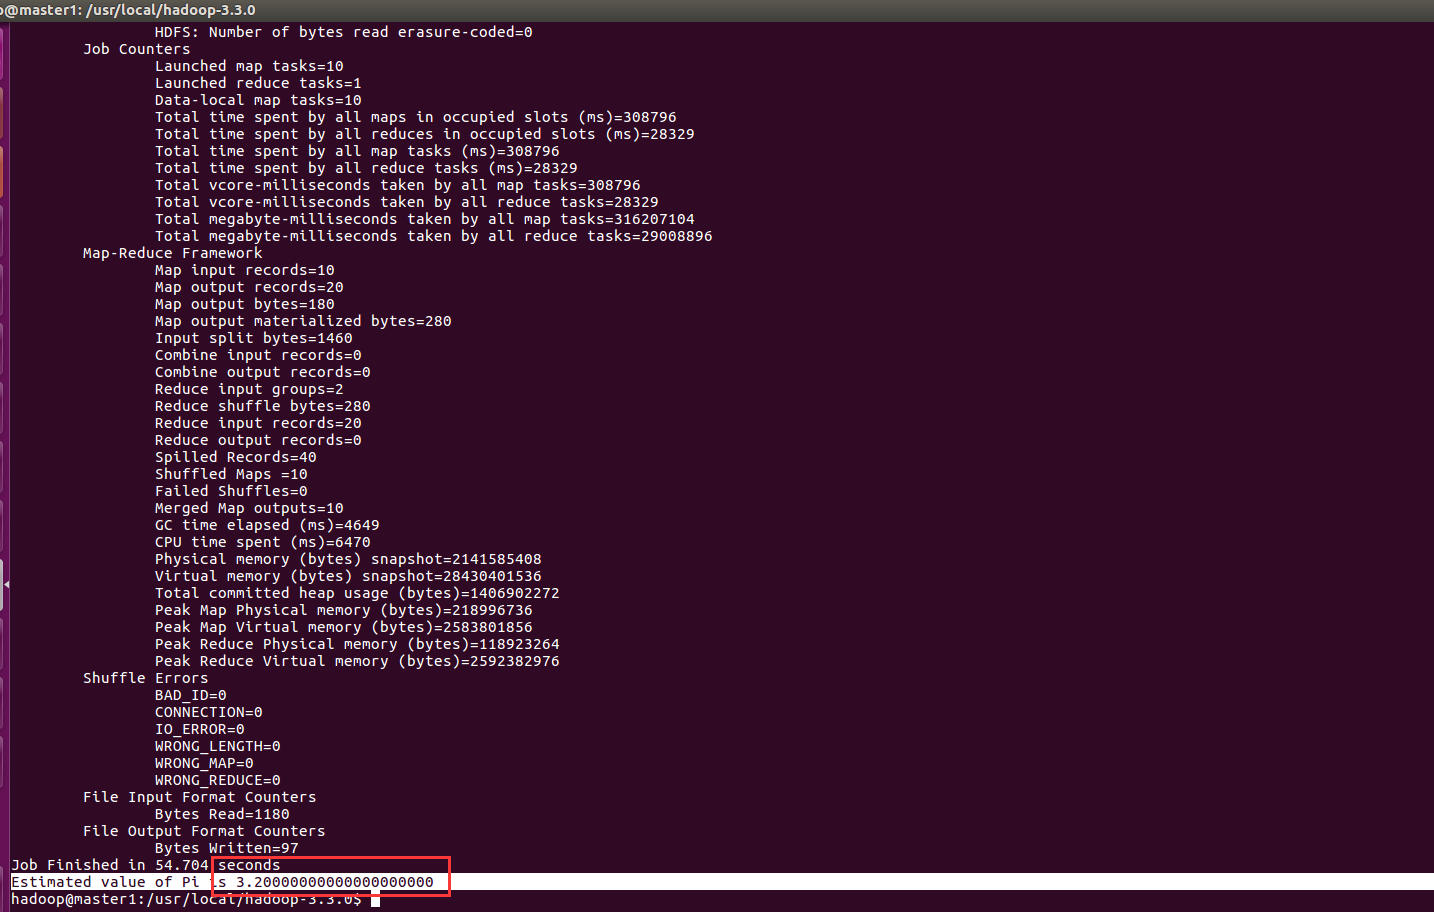 o@master1: /usr/local/hadoop-3.3.0
HDFS: Number of bytes read erasure-coded=0
Job Counters
Launched map tasks=10
Launched reduce tasks=1
Data-local map tasks=10
Total time spent by all maps in occupied slots (ms)=308796
Total time spent by all reduces in occupied slots (ms)=28329
Total time spent by all map tasks (ms)=308796
Total time spent by all reduce tasks (ms)=28329
Total vcore-milliseconds taken by all map tasks=308796
Total vcore-milliseconds taken by all reduce tasks=28329
Total megabyte-milliseconds taken by all map tasks=316207104
Total megabyte-milliseconds taken by all reduce tasks=29008896
Map-Reduce Framework
Map input records=10
Map output records=20
Map output bytes=180
Map output materialized bytes=280
Input split bytes=1460
Combine input records=0
Combine output records=0
Reduce input groups=2
Reduce shuffle bytes=280
Reduce input records=20
Reduce output records=0
Spilled Records=40
Shuffled Maps =10
Failed Shuffles=0
Merged Map outputs=10
GC time elapsed (ms)=4649
CPU time spent (ms)=6470
Physical memory (bytes) snapshot=2141585408
Virtual memory (bytes) snapshot=28430401536
Total committed heap usage (bytes)=1406902272
Peak Map Physical memory (bytes)=218996736
Peak Map Virtual memory (bytes)=2583801856
Peak Reduce Physical memory (bytes)=118923264
Peak Reduce Virtual memory (bytes)=2592382976
Shuffle Errors
BAD_ID=0
CONNECTION=0
IO_ERROR=0
WRONG_LENGTH=0
WRONG_MAP=0
WRONG_REDUCE=0
File Input Format Counters
Bytes Read=1180
File Output Format Counters
Bytes Written=97
Job Finished in 54.704 seconds
Estimated value of Pi is 3.20000000000000000000
hadoop@master1:/usr/local/hadoop-3.3.0$